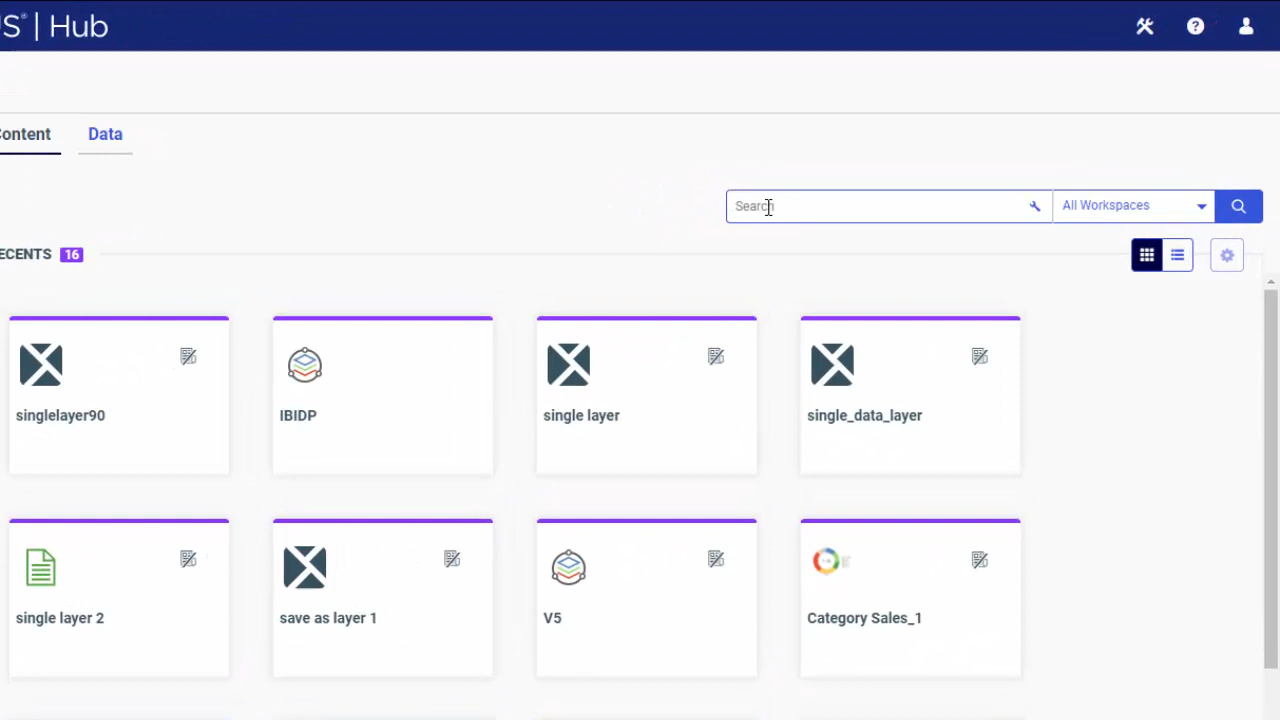 S® | Hub
Content
Data
Search
All Workspaces
ECENTS 16
singlelayer90
IBIDP
single layer
single_data_layer
single layer 2
save as layer 1
V5
Category Sales_1